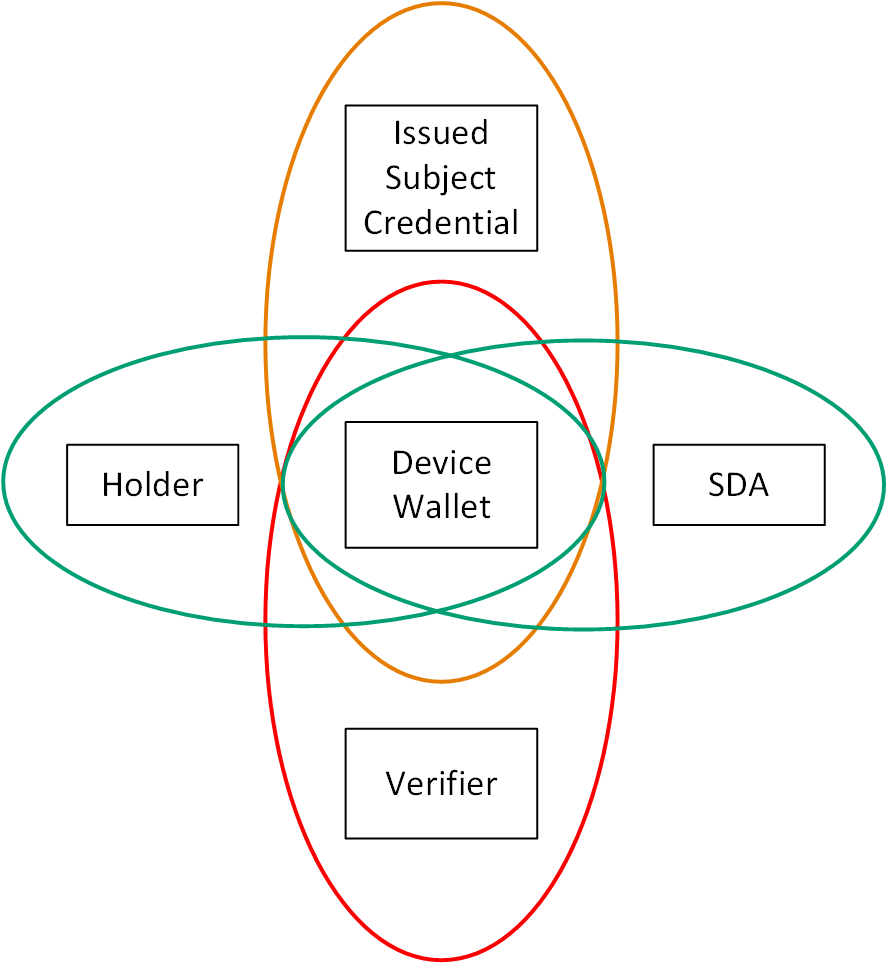 Issued
Subject
Credential
Holder
Device
Wallet
SDA
Verifier